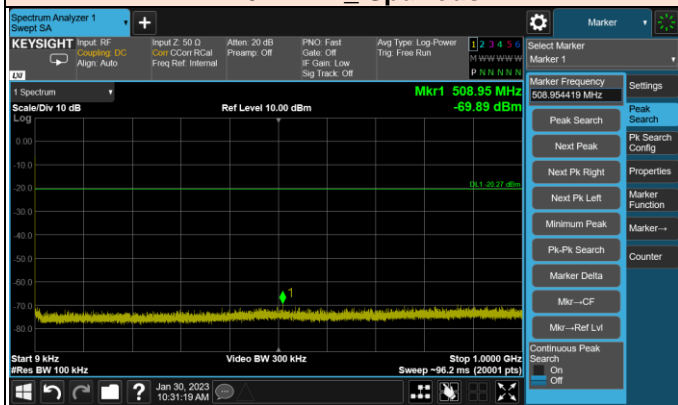 Spectrum Analyzer 1
Swept SA
Marker
KEYSIGHT
Input: RF
Coupling: DC
Align: Auto
Input Z: 50 Ω
Corr CCorr RCal
Freq Ref: Internal
Atten: 20 dB
Preamp: Off
PNO: Fast
Gate: Off
IF Gain: Low
Sig Track: Off
Avg Type: Log-Power
Trig: Free Run
1 2 3 4 5 6
M W W W W W
P N N N N N
LXI
Select Marker
Marker 1
1 Spectrum
Mkr1 508.95 MHz
Scale/Div 10 dB
Ref Level 10.00 dBm
-69.89 dBm
Log
0.00
-10.0
-20.0
-30.0
-40.0
-50.0
-60.0
-70.0
-80.0
DL1 -20.27 dBm
1
Start 9 kHz
Video BW 300 kHz
Stop 1.0000 GHz
#Res BW 100 kHz
Sweep ~96.2 ms (20001 pts)
Marker Frequency
508.954419 MHz
Peak Search
Next Peak
Next Pk Right
Next Pk Left
Minimum Peak
Pk-Pk Search
Marker Delta
Mkr→CF
Mkr→Ref Lvl
Continuous Peak
Search
On
Off
Settings
Peak
Search
Pk Search
Config
Properties
Marker
Function
Marker→
Counter
Jan 30, 2023
10:31:19 AM